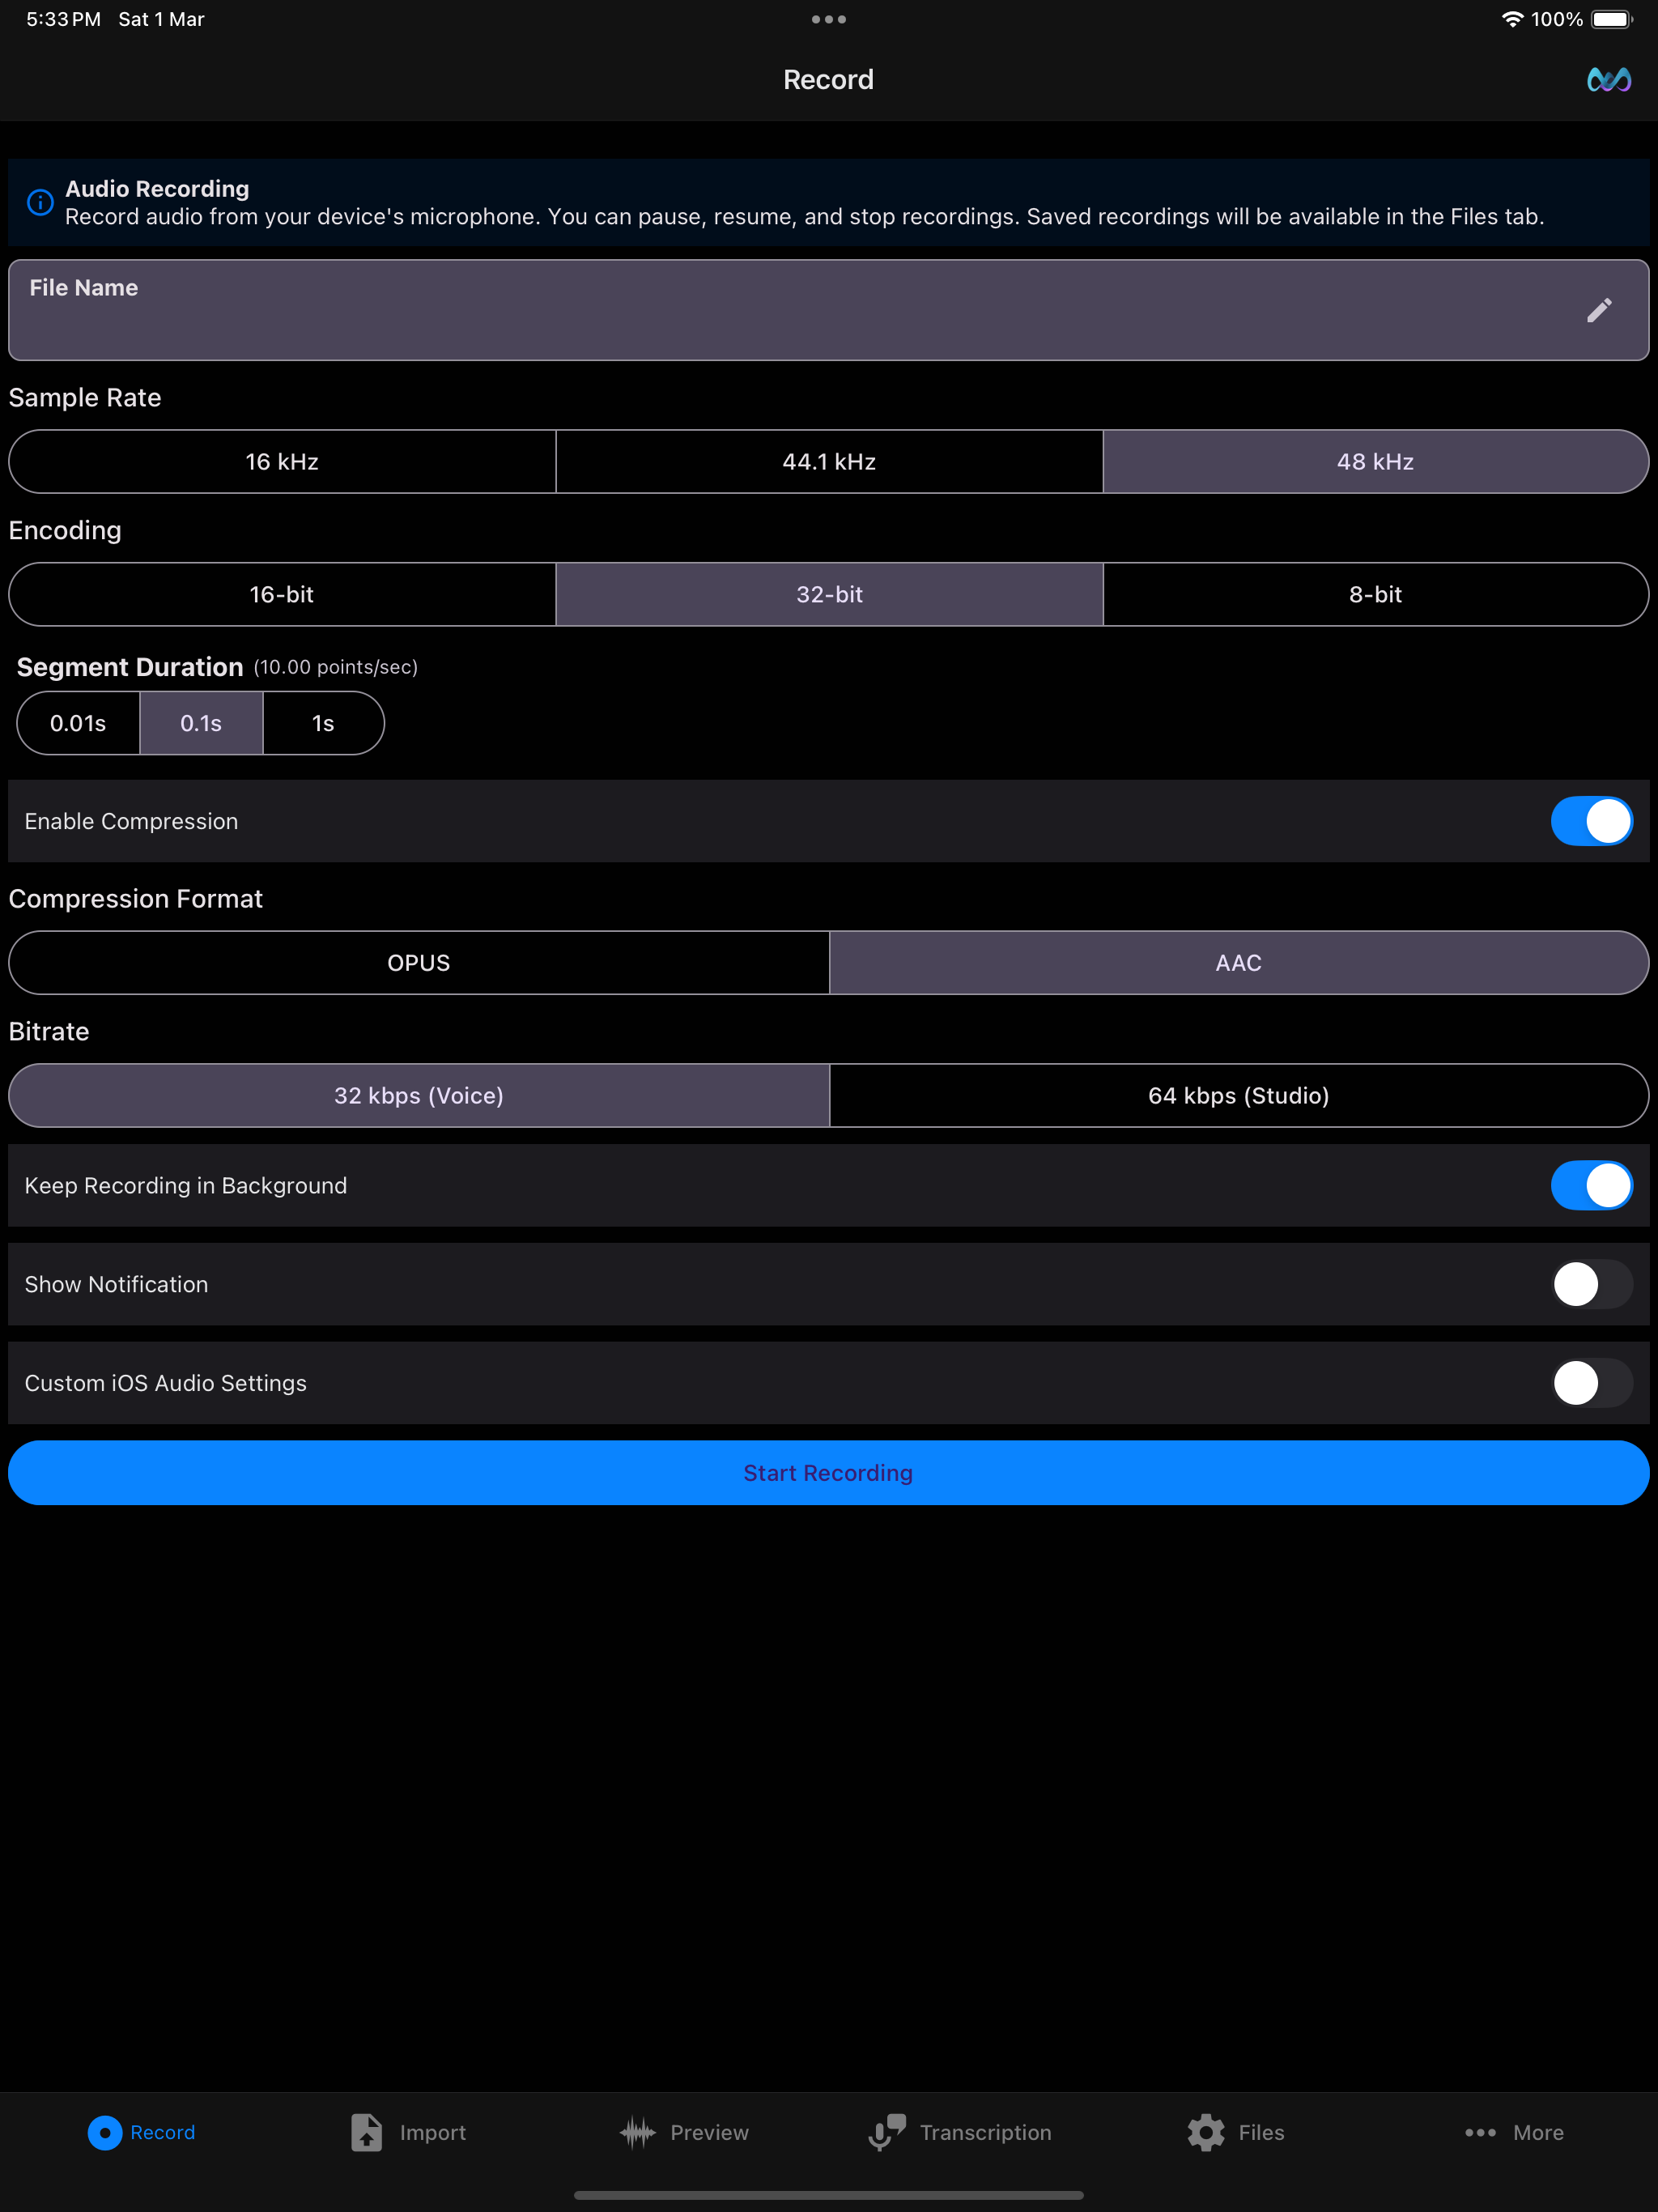 5:33 PM Sat 1 Mar
100%
Record
Audio Recording
Record audio from your device's microphone. You can pause, resume, and stop recordings. Saved recordings will be available in the Files tab.
File Name
Sample Rate
16 kHz 44.1 kHz 48 kHz
Encoding
16-bit 32-bit 8-bit
Segment Duration (10.00 points/sec)
0.01s 0.1s 1s
Enable Compression
Compression Format
OPUS AAC
Bitrate
32 kbps (Voice) 64 kbps (Studio)
Keep Recording in Background
Show Notification
Custom iOS Audio Settings
Start Recording
Record Import Preview Transcription Files More